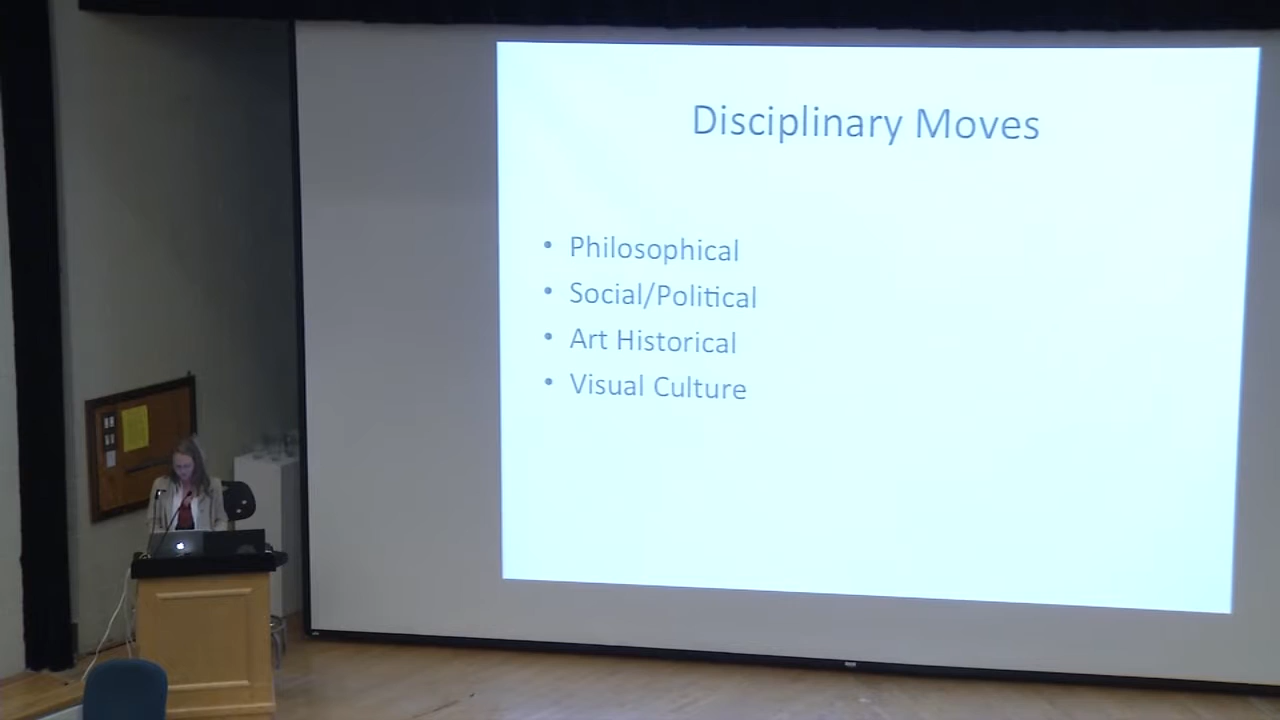 Disciplinary Moves
• Philosophical
• Social/Political
• Art Historical
• Visual Culture